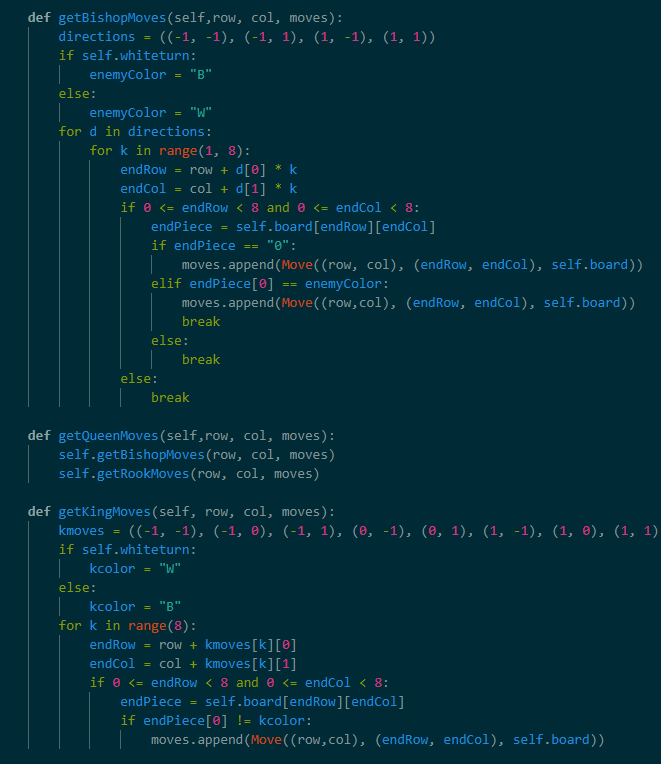 def getBishopMoves(self,row, col, moves):
    directions = ((-1, -1), (-1, 1), (1, -1), (1, 1))
    if self.whiteturn:
        enemyColor = "B"
    else:
        enemyColor = "W"
    for d in directions:
        for k in range(1, 8):
            endRow = row + d[0] * k
            endCol = col + d[1] * k
            if 0 <= endRow < 8 and 0 <= endCol < 8:
                endPiece = self.board[endRow][endCol]
                if endPiece == "0":
                    moves.append(Move((row, col), (endRow, endCol), self.board))
                elif endPiece[0] == enemyColor:
                    moves.append(Move((row,col), (endRow, endCol), self.board))
                    break
                else:
                    break
            else:
                break

def getQueenMoves(self,row, col, moves):
    self.getBishopMoves(row, col, moves)
    self.getRookMoves(row, col, moves)

def getKingMoves(self, row, col, moves):
    kmoves = ((-1, -1), (-1, 0), (-1, 1), (0, -1), (0, 1), (1, -1), (1, 0), (1, 1)
    if self.whiteturn:
        kcolor = "W"
    else:
        kcolor = "B"
    for k in range(8):
        endRow = row + kmoves[k][0]
        endCol = col + kmoves[k][1]
        if 0 <= endRow < 8 and 0 <= endCol < 8:
            endPiece = self.board[endRow][endCol]
            if endPiece[0] != kcolor:
                moves.append(Move((row,col), (endRow, endCol), self.board))